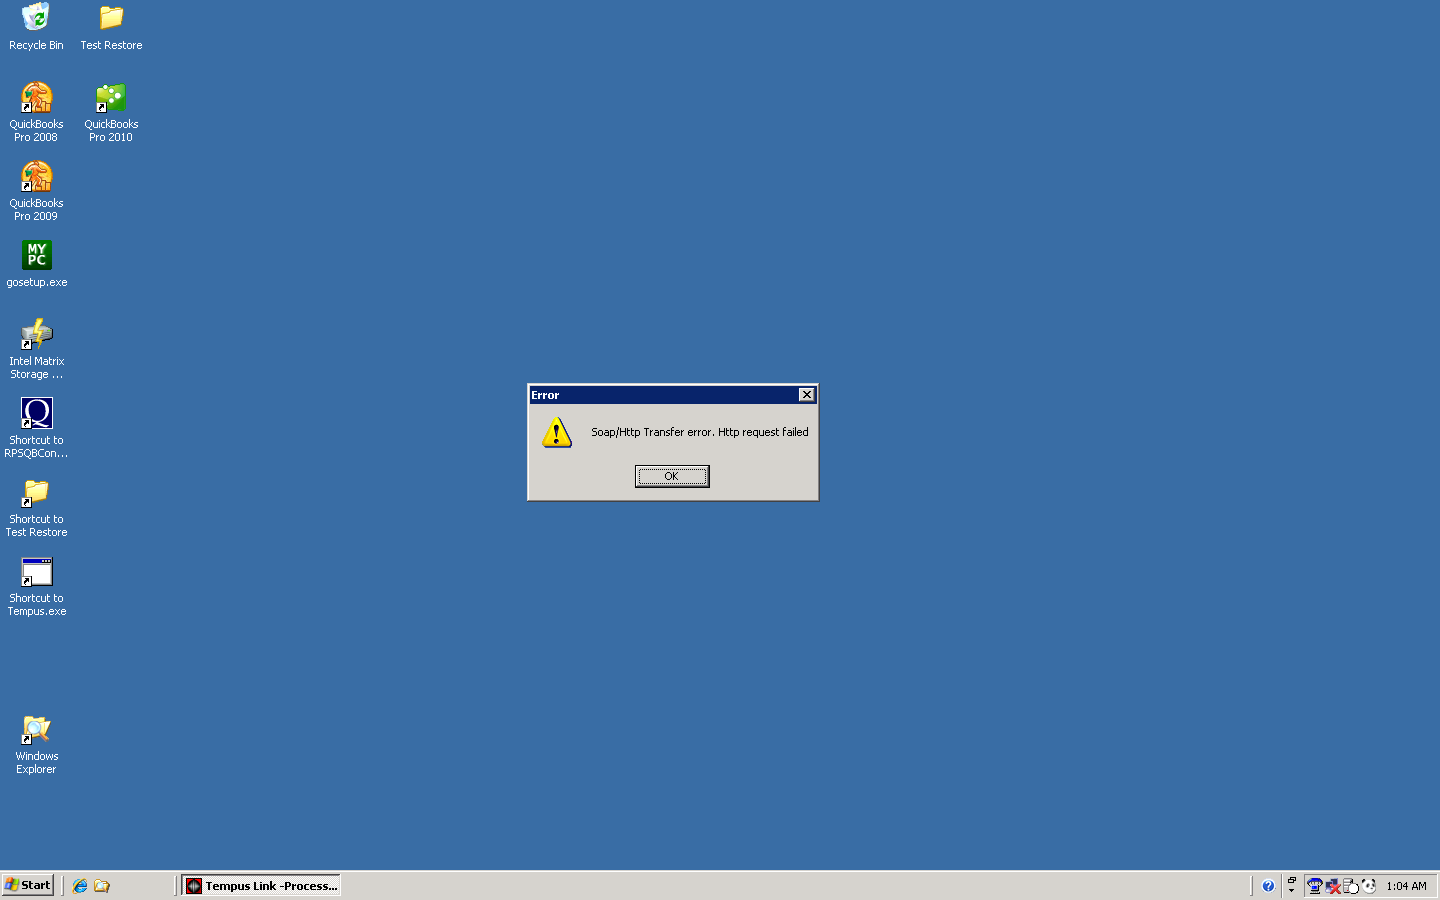 Recycle Bin
Test Restore
QuickBooks
Pro 2008
QuickBooks
Pro 2010
QuickBooks
Pro 2009
MY
PC
gosetup.exe
Intel Matrix
Storage ...
Q
Shortcut to
RPSQBCon...
Shortcut to
Test Restore
Shortcut to
Tempus.exe
Windows
Explorer
Error
Soap/Http Transfer error. Http request failed
OK
Start
Tempus Link -Process...
1:04 AM